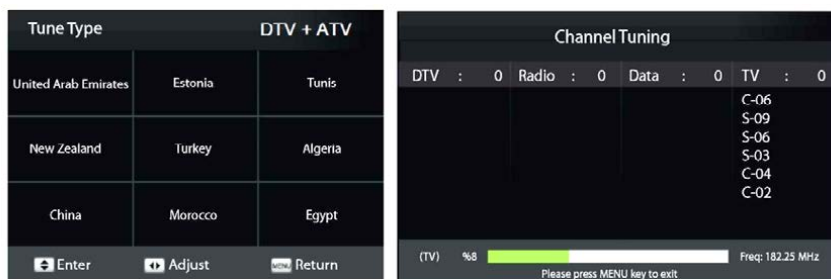 Tune Type DTV + ATV
United Arab Emirates Estonia Tunis
New Zealand Turkey Algeria
China Morocco Egypt
Enter Adjust MENU Return
Channel Tuning
DTV : 0 Radio : 0 Data : 0 TV : 0
C-06
S-09
S-06
S-03
C-04
C-02
(TV) %8 Freq: 182.25 MHz
Please press MENU key to exit